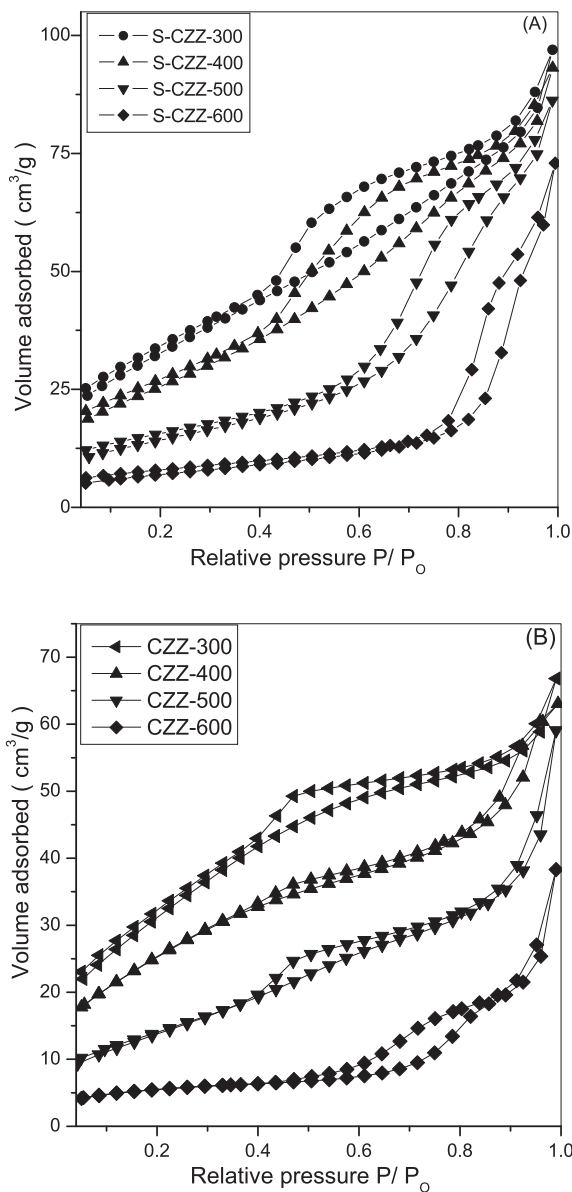 (A)
S-CZZ-300
S-CZZ-400
S-CZZ-500
S-CZZ-600
100
75
50
25
0
Volume adsorbed ( cm³/g )
0.2 0.4 0.6 0.8 1.0
Relative pressure P/ P_O
(B)
CZZ-300
CZZ-400
CZZ-500
CZZ-600
70
60
50
40
30
20
10
0
Volume adsorbed ( cm³/g )
0.2 0.4 0.6 0.8 1.0
Relative pressure P/ P_O